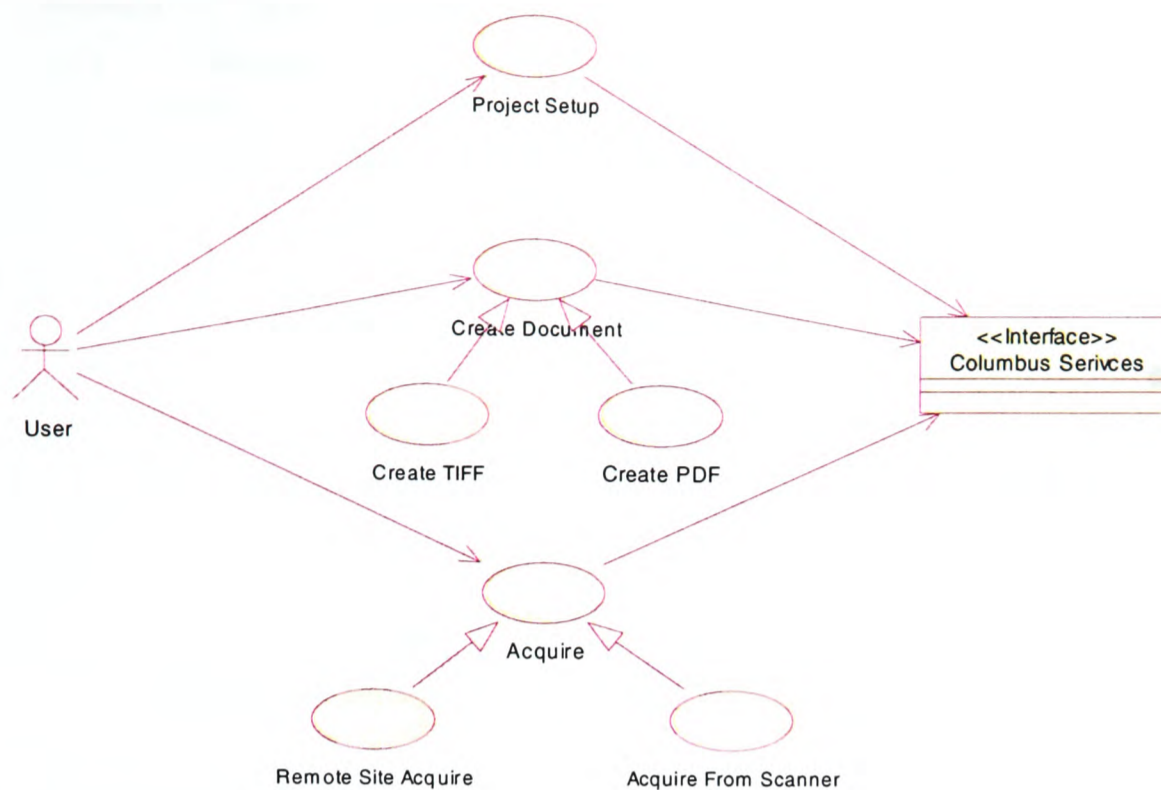 Project Setup
Create Document
<<Interface>>
Columbus Serivces
User
Create TIFF
Create PDF
Acquire
Remote Site Acquire
Acquire From Scanner